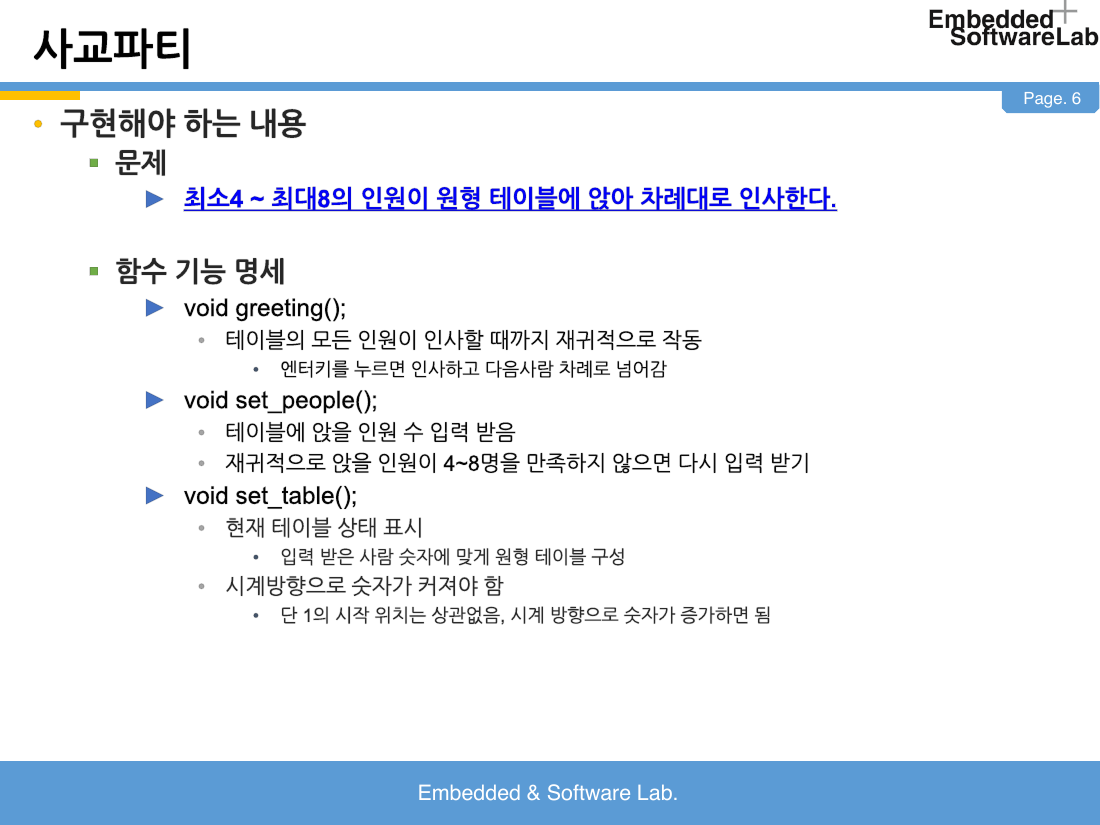 사교파티
Embedded
SoftwareLab
Page. 6
구현해야 하는 내용
문제
최소4 ~ 최대8의 인원이 원형 테이블에 앉아 차례대로 인사한다.
함수 기능 명세
void greeting();
테이블의 모든 인원이 인사할 때까지 재귀적으로 작동
엔터키를 누르면 인사하고 다음사람 차례로 넘어감
void set_people();
테이블에 앉을 인원 수 입력 받음
재귀적으로 앉을 인원이 4~8명을 만족하지 않으면 다시 입력 받기
void set_table();
현재 테이블 상태 표시
입력 받은 사람 숫자에 맞게 원형 테이블 구성
시계방향으로 숫자가 커져야 함
단 1의 시작 위치는 상관없음, 시계 방향으로 숫자가 증가하면 됨
Embedded & Software Lab.